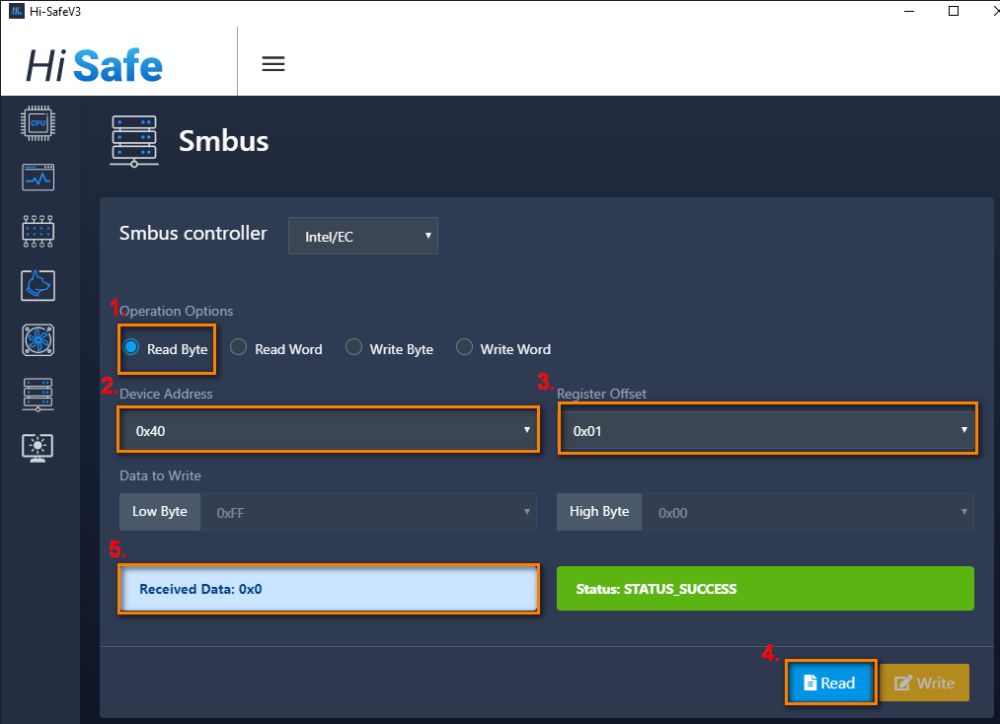 Hi-SafeV3
Hi Safe
CPU
Smbus
Smbus controller
Intel/EC
1.
Operation Options
Read Byte
Read Word
Write Byte
Write Word
2.
Device Address
3.
Register Offset
0x40
0x01
Data to Write
Low Byte
0xFF
High Byte
0x00
5.
Received Data: 0x0
Status: STATUS_SUCCESS
4.
Read
Write